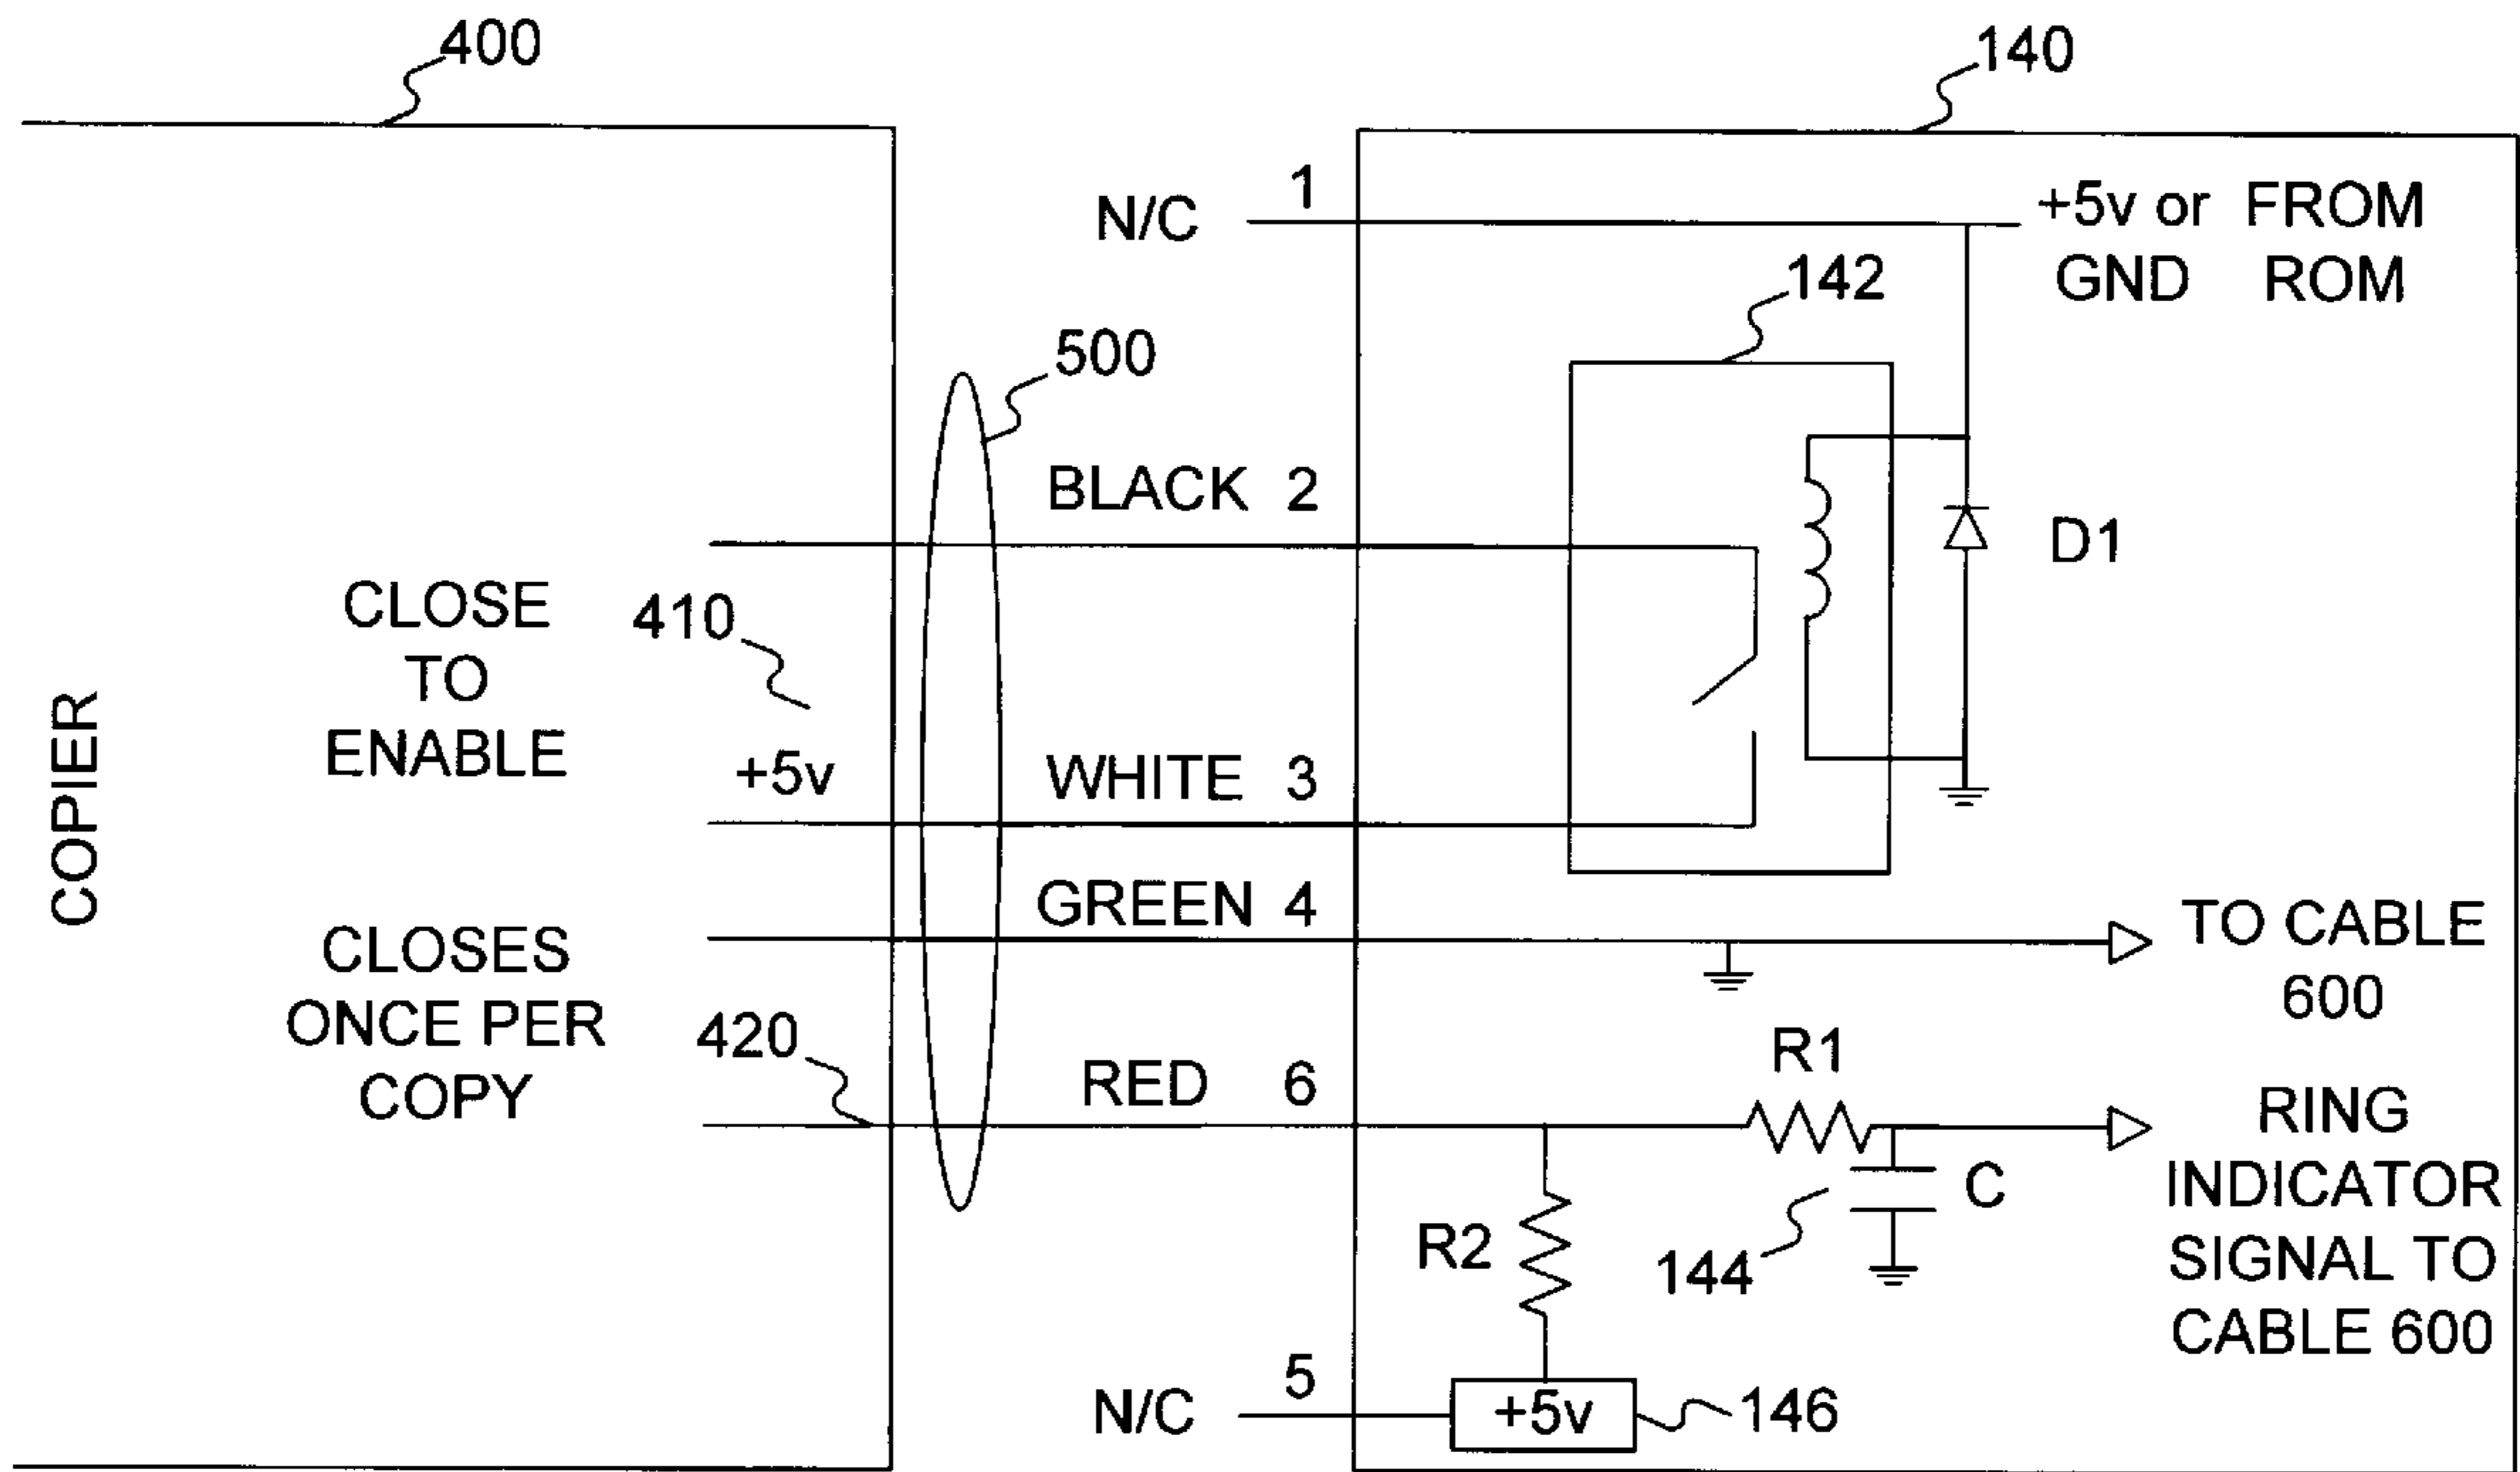 400
140
N/C
1
+5v or FROM
GND ROM
142
500
BLACK 2
D1
CLOSE
TO
ENABLE
410
+5v
WHITE 3
COPIER
GREEN 4
TO CABLE
600
CLOSES
ONCE PER
COPY
420
RED 6
R1
RING
INDICATOR
SIGNAL TO
CABLE 600
C
R2
144
N/C
5
+5v
146